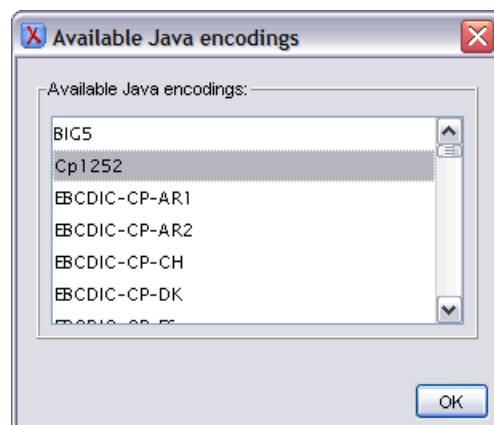 Available Java encodings
Available Java encodings:
BIG5
Cp1252
EBCDIC-CP-AR1
EBCDIC-CP-AR2
EBCDIC-CP-CH
EBCDIC-CP-DK
OK